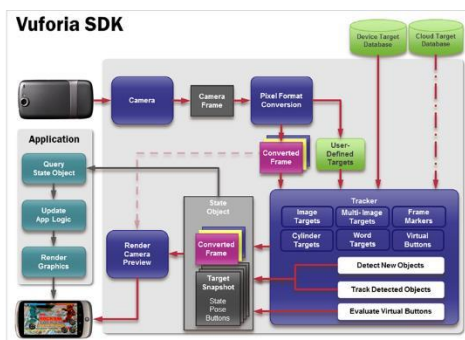 Vuforia SDK
Device Target
Database
Cloud Target
Database
Camera
Camera
Frame
Pixel Format
Conversion
Application
Query
State Object
Update
App Logic
Render
Graphics
Converted
Frame
User-
Defined
Targets
State
Object
Converted
Frame
Target
Snapshot
State
Pose
Buttons
Render
Camera
Preview
Tracker
Image
Targets
Multi-Image
Targets
Frame
Markers
Cylinder
Targets
Word
Targets
Virtual
Buttons
Detect New Objects
Track Detected Objects
Evaluate Virtual Buttons